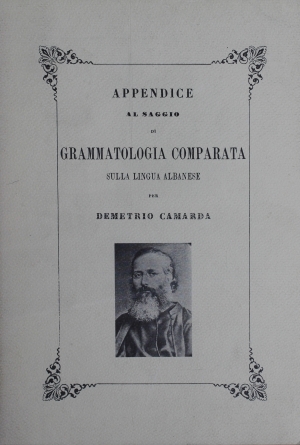 APPENDICE
AL SAGGIO
DI
GRAMMATOLOGIA COMPARATA
SULLA LINGUA ALBANESE
PER
DEMETRIO CAMARDA